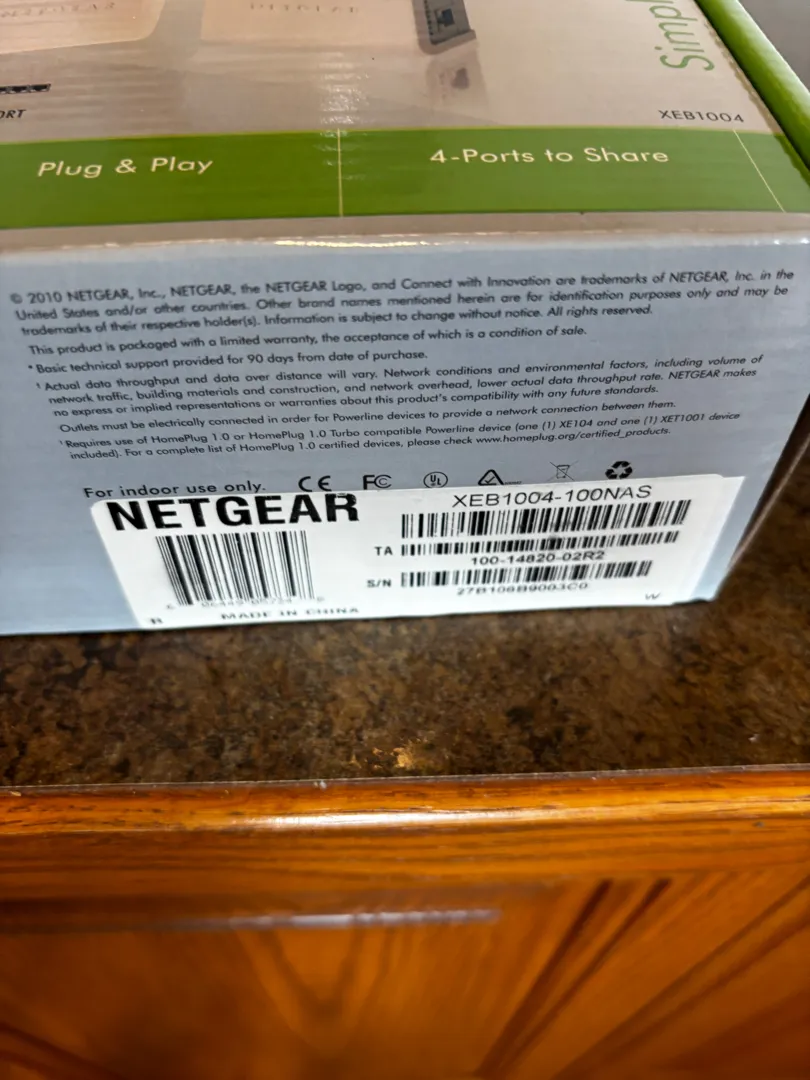 NETGEAR
Simpl
ORT
XEB1004
Plug & Play
4-Ports to Share
© 2010 NETGEAR, Inc., NETGEAR, the NETGEAR Logo, and Connect with Innovation are trademarks of NETGEAR, Inc. in the
United States and/or other countries. Other brand names mentioned herein are for identification purposes only and may be
trademarks of their respective holder(s). Information is subject to change without notice. All rights reserved.
This product is packaged with a limited warranty, the acceptance of which is a condition of sale.
* Basic technical support provided for 90 days from date of purchase.
¹ Actual data throughput and data over distance will vary. Network conditions and environmental factors, including volume of
network traffic, building materials and construction, and network overhead, lower actual data throughput rate. NETGEAR makes
no express or implied representations or warranties about this product's compatibility with any future standards.
Outlets must be electrically connected in order for Powerline devices to provide a network connection between them.
¹ Requires use of HomePlug 1.0 or HomePlug 1.0 Turbo compatible Powerline device (one (1) XE104 and one (1) XET1001 device
included). For a complete list of HomePlug 1.0 certified devices, please check www.homeplug.org/certified_products.
For indoor use only. CE FC UL
NETGEAR
XEB1004-100NAS
TA
100-14820-02R2
S/N
27B106B9003C0
MADE IN CHINA
W